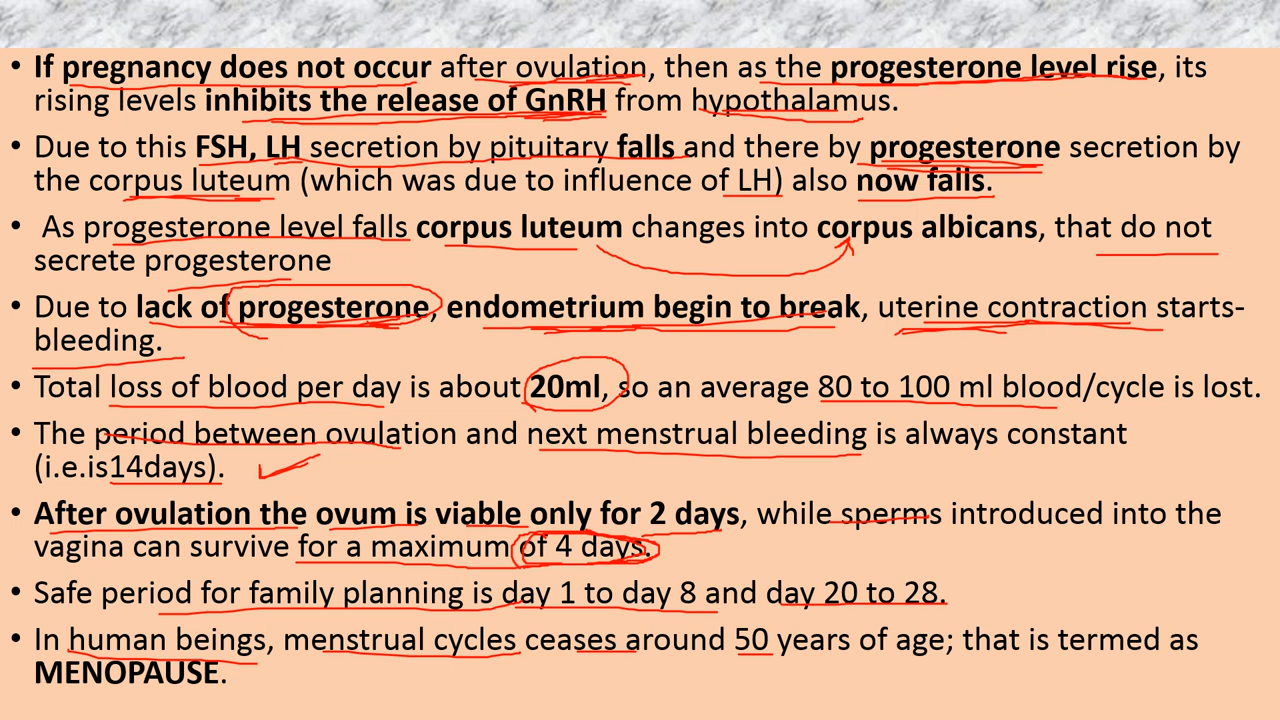 • If pregnancy does not occur after ovulation, then as the progesterone level rise, its
rising levels inhibits the release of GnRH from hypothalamus.
• Due to this FSH, LH secretion by pituitary falls and there by progesterone secretion by
the corpus luteum (which was due to influence of LH) also now falls.
• As progesterone level falls corpus luteum changes into corpus albicans, that do not
secrete progesterone
• Due to lack of progesterone, endometrium begin to break, uterine contraction starts-
bleeding.
• Total loss of blood per day is about 20ml, so an average 80 to 100 ml blood/cycle is lost.
• The period between ovulation and next menstrual bleeding is always constant
(i.e.is14days).
• After ovulation the ovum is viable only for 2 days, while sperms introduced into the
vagina can survive for a maximum of 4 days.
• Safe period for family planning is day 1 to day 8 and day 20 to 28.
• In human beings, menstrual cycles ceases around 50 years of age; that is termed as
MENOPAUSE.